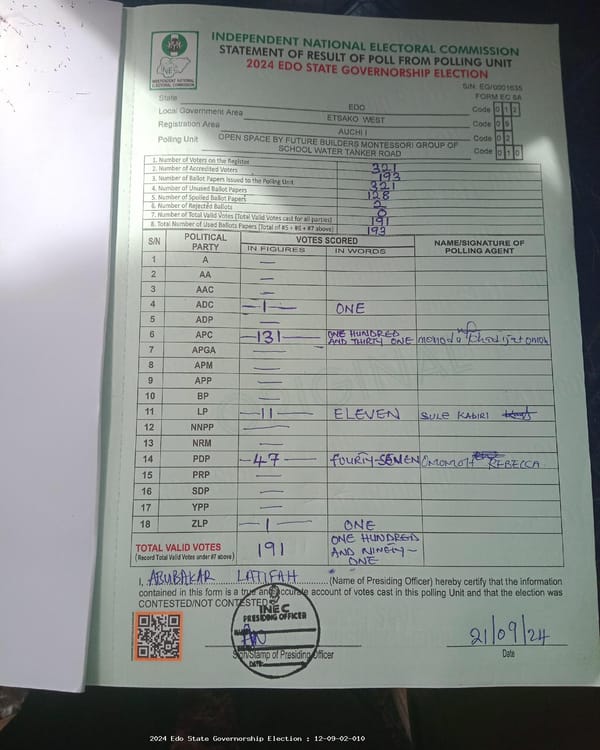 INDEPENDENT NATIONAL ELECTORAL COMMISSION
STATEMENT OF RESULT OF POLL FROM POLLING UNIT
2024 EDO STATE GOVERNORSHIP ELECTION
INEC
INDEPENDENT NATIONAL ELECTORAL COMMISSION
S/N: EG/0001635
FORM EC 8A
State EDO Code 0 1 2
Local Government Area ETSAKO WEST Code 0 9
Registration Area AUCHI I Code 0 2
Polling Unit OPEN SPACE BY FUTURE BUILDERS MONTESSORI GROUP OF SCHOOL WATER TANKER ROAD Code 0 1 0
1. Number of Voters on the Register 321
2. Number of Accredited Voters 193
3. Number of Ballot Papers Issued to the Polling Unit 321
4. Number of Unused Ballot Papers 128
5. Number of Spoiled Ballot Papers 2
6. Number of Rejected Ballots 0
7. Number of Total Valid Votes (Total Valid Votes cast for all parties) 191
8. Total Number of Used Ballots Papers (Total of #5 + #6 + #7 above) 193
S/N POLITICAL PARTY VOTES SCORED NAME/SIGNATURE OF POLLING AGENT
IN FIGURES IN WORDS
1 A —
2 AA —
3 AAC —
4 ADC —1— ONE
5 ADP —
6 APC —131— ONE HUNDRED AND THIRTY ONE
7 APGA —
8 APM —
9 APP —
10 BP —
11 LP —11— ELEVEN SULE KABIRI
12 NNPP —
13 NRM —
14 PDP —47— FOURTY-SEVEN REBECCA
15 PRP —
16 SDP —
17 YPP —
18 ZLP —1— ONE
TOTAL VALID VOTES 191 ONE HUNDRED AND NINETY-ONE
(Record Total Valid Votes under #7 above)
ORIGINAL
I, ABUBAKAR LATIFAH (Name of Presiding Officer) hereby certify that the information
contained in this form is a true and accurate account of votes cast in this polling Unit and that the election was
CONTESTED/NOT CONTESTED
INEC
PRESIDING OFFICER
DATE:
Sign/Stamp of Presiding Officer
21/09/24
Date
2024 Edo State Governorship Election : 12-09-02-010